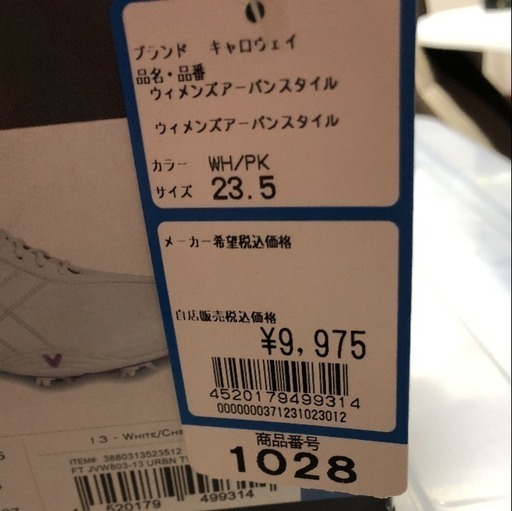 ブランド キャロウェイ
品名・品番
ウィメンズアーバンスタイル
ウィメンズアーバンスタイル
カラー WH/PK
サイズ 23.5
メーカー希望税込価格
自店販売税込価格
¥9,975
4520179499314
0000000371231023012
商品番号
1028
13 - WHITE/CHE
ITEM#: 3880313523512
FT JVW803-13 URBN
520179 499314